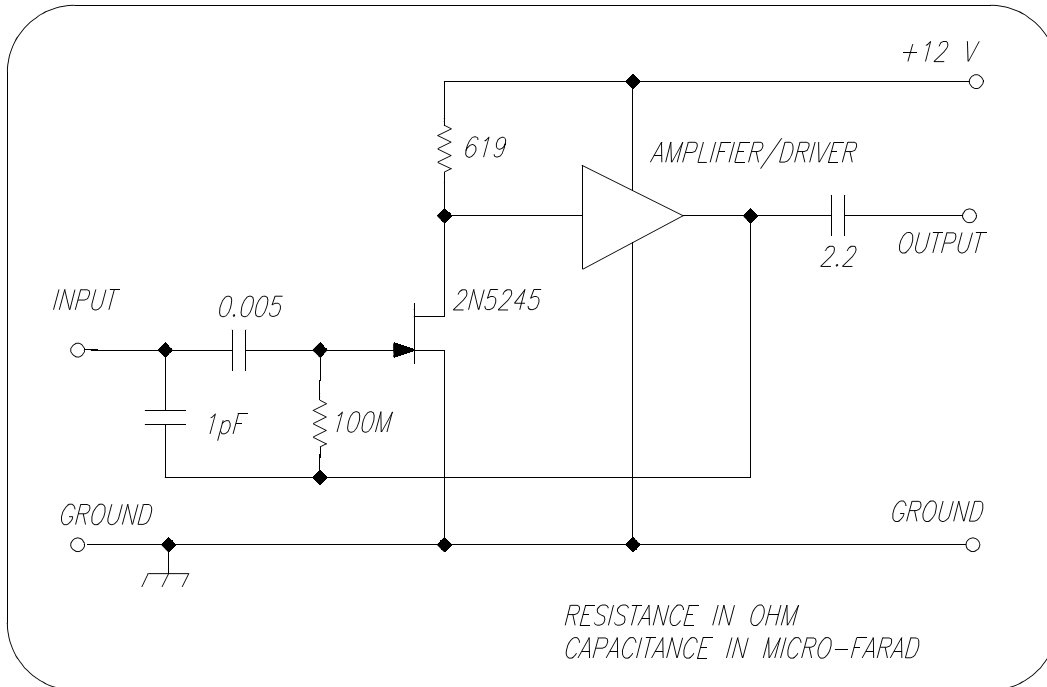 +12 V
619
AMPLIFIER/DRIVER
OUTPUT
2.2
INPUT
0.005
2N5245
1pF
100M
GROUND
GROUND
RESISTANCE IN OHM
CAPACITANCE IN MICRO-FARAD